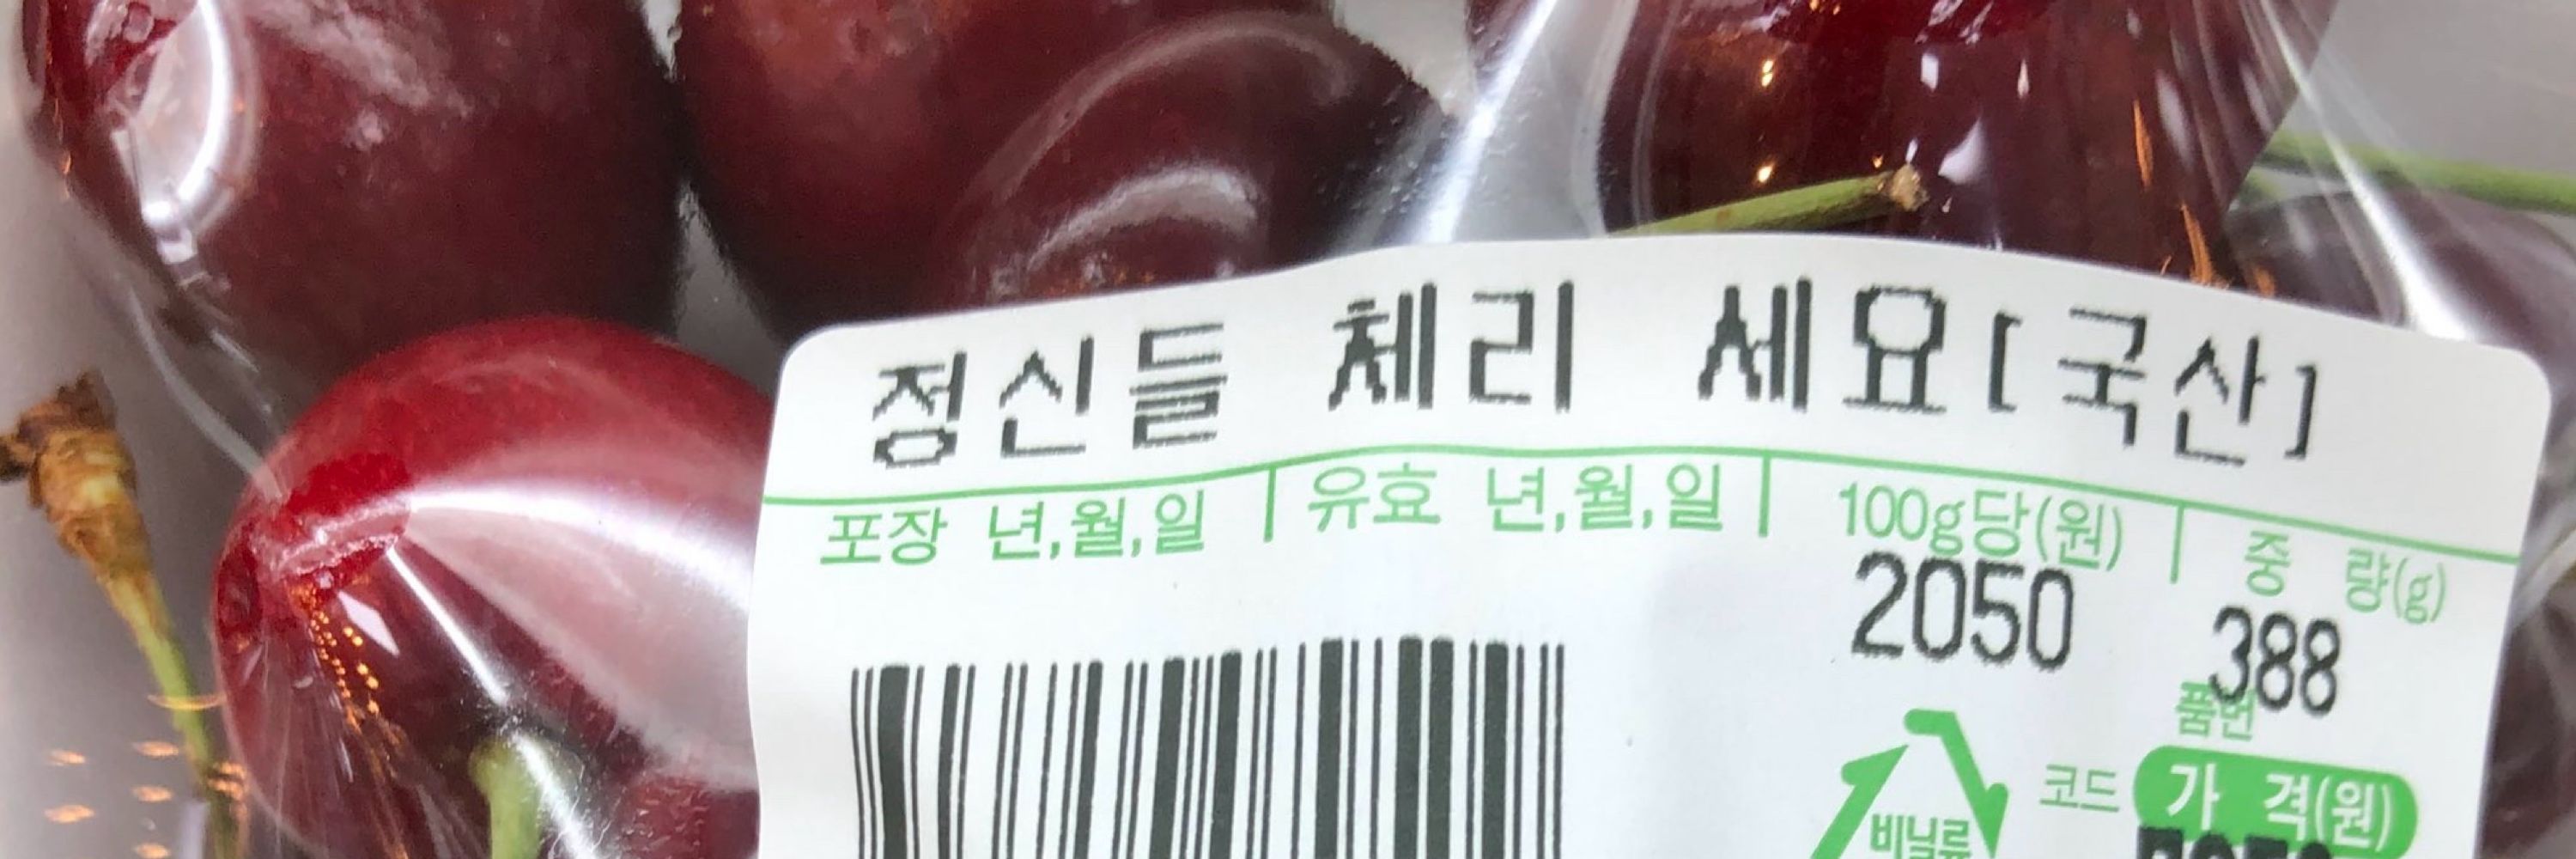 정신들 체리 세요[국산]
포장 년,월,일 유효 년,월,일 100g당(원) 중 량(g)
2050 388
품번
코드 가 격(원)
비닐류